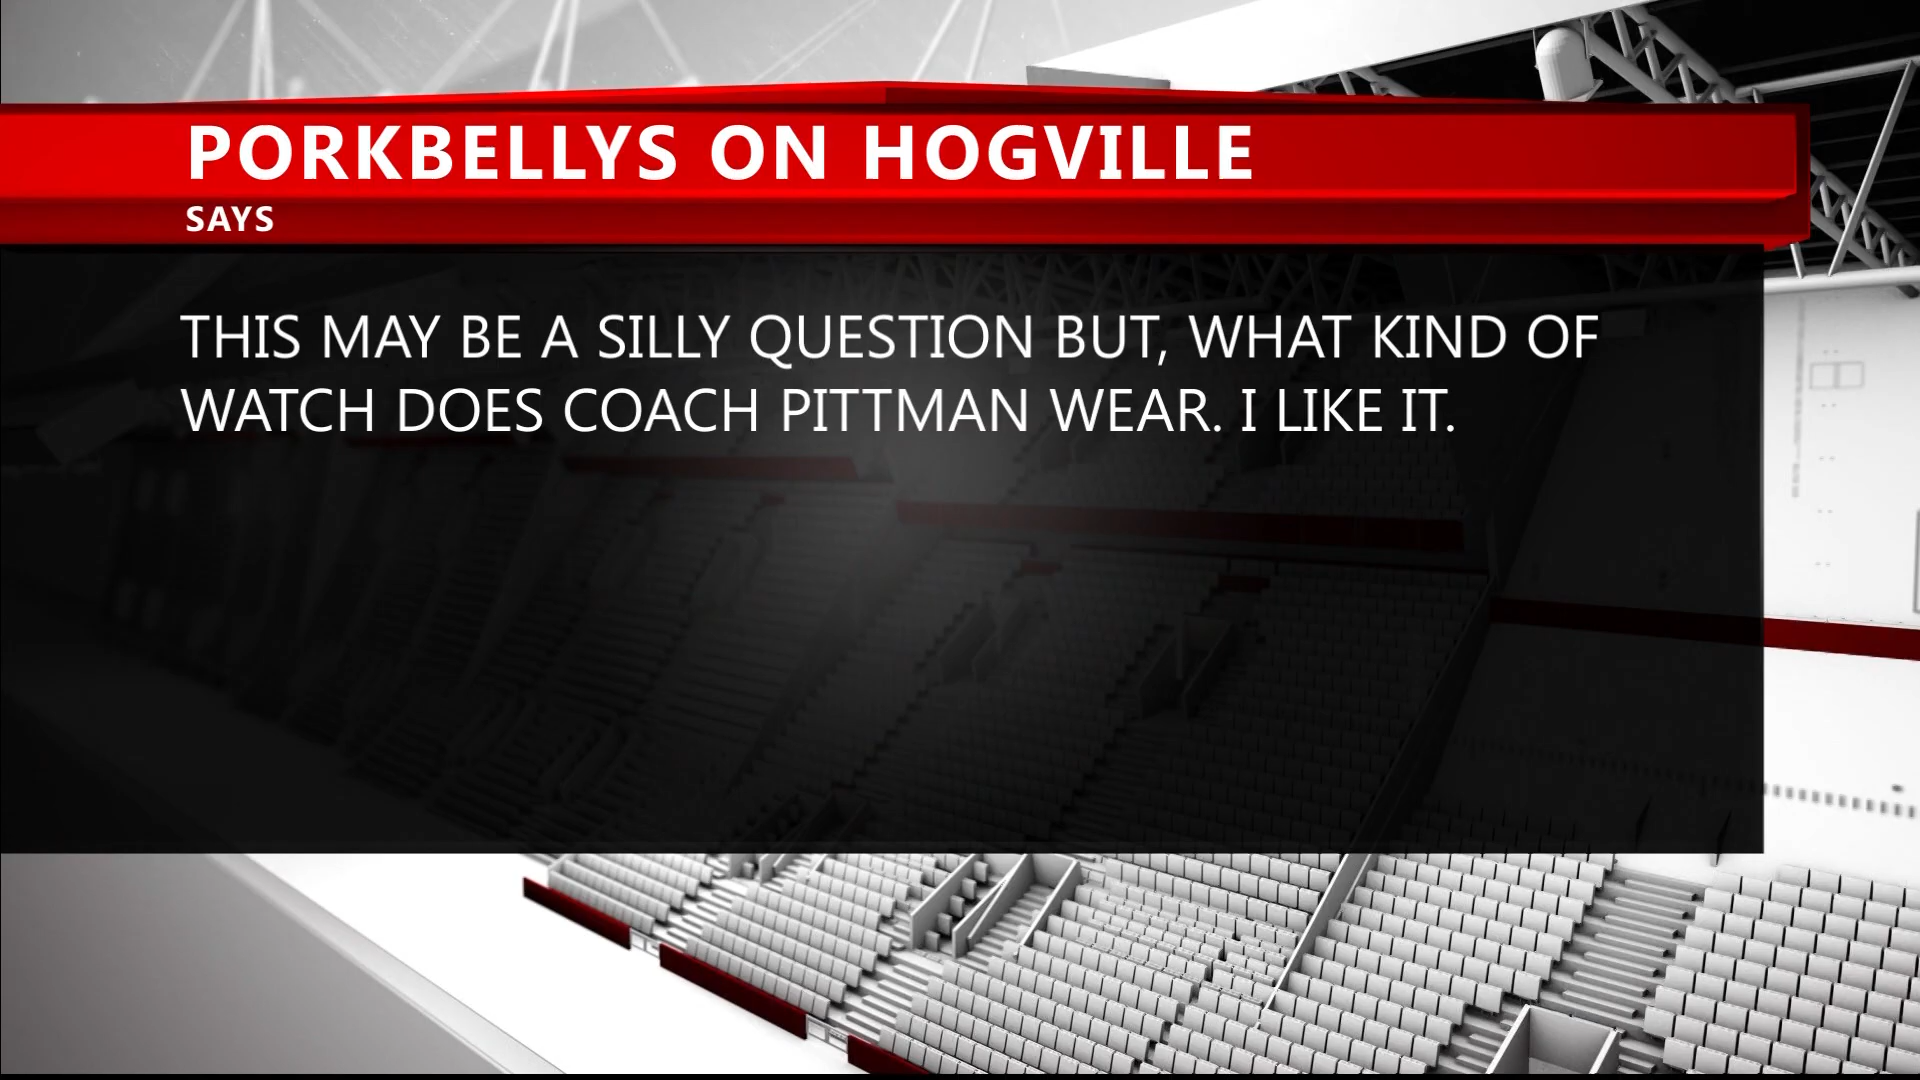 PORKBELLYS ON HOGVILLE
SAYS
THIS MAY BE A SILLY QUESTION BUT, WHAT KIND OF
WATCH DOES COACH PITTMAN WEAR. I LIKE IT.